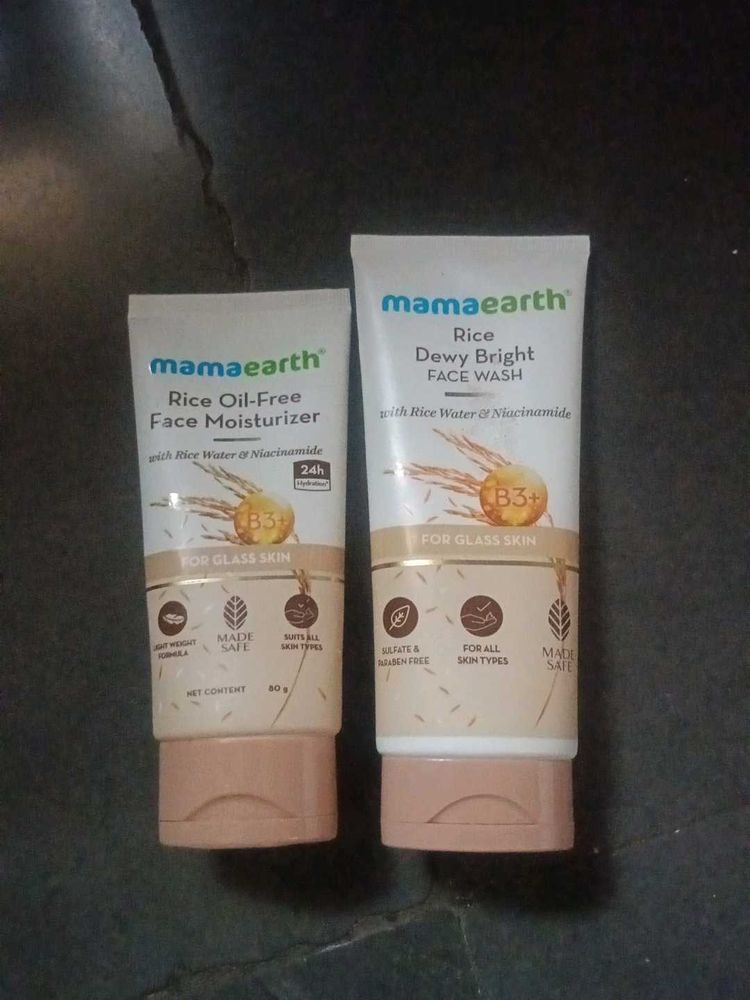 mamaearth®
Rice Oil-Free
Face Moisturizer
with Rice Water & Niacinamide
24h
Hydration*
B3+
FOR GLASS SKIN
LIGHT WEIGHT
FORMULA
MADE
SAFE
SUITS ALL
SKIN TYPES
NET CONTENT 80 g
mamaearth®
Rice
Dewy Bright
FACE WASH
with Rice Water & Niacinamide
B3+
FOR GLASS SKIN
SULFATE &
PARABEN FREE
FOR ALL
SKIN TYPES
MADE
SAFE